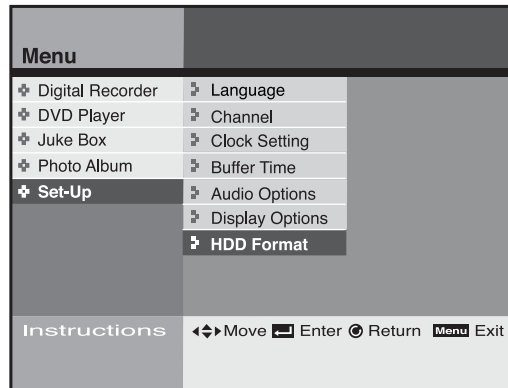 Menu
Digital Recorder
DVD Player
Juke Box
Photo Album
Set-Up
Language
Channel
Clock Setting
Buffer Time
Audio Options
Display Options
HDD Format
Instructions Move Enter Return Menu Exit